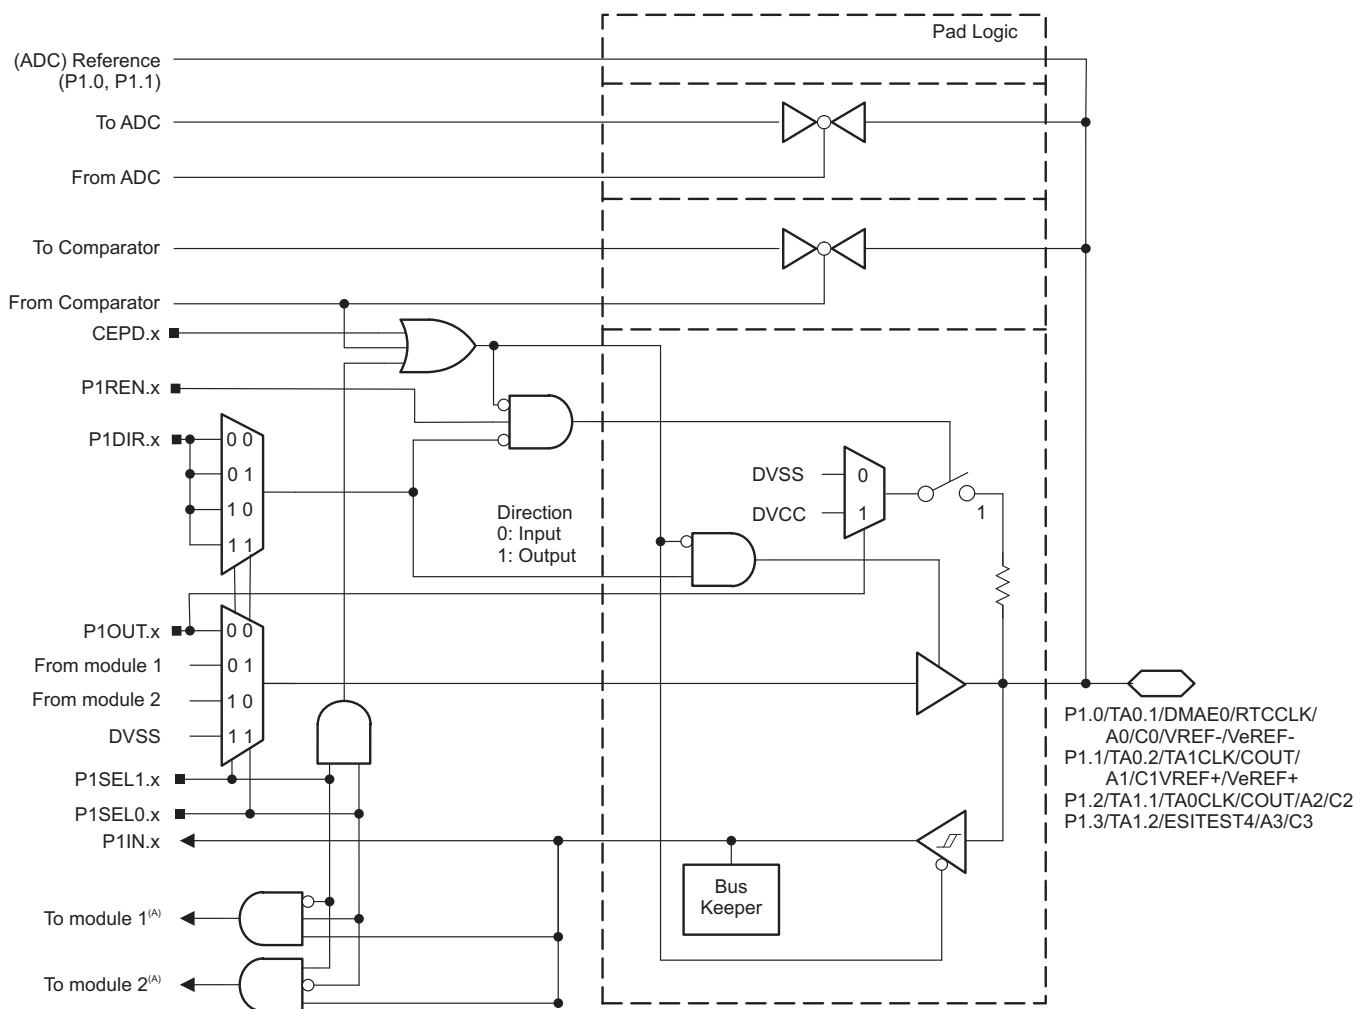 Pad Logic
(ADC) Reference
(P1.0, P1.1)
To ADC
From ADC
To Comparator
From Comparator
CEPD.x
P1REN.x
P1DIR.x
0 0
0 1
1 0
1 1
Direction
0: Input
1: Output
DVSS
0
DVCC
1
1
P1OUT.x
0 0
From module 1
0 1
From module 2
1 0
DVSS
1 1
P1SEL1.x
P1SEL0.x
P1IN.x
P1.0/TA0.1/DMAE0/RTCCLK/
A0/C0/VREF-/VeREF-
P1.1/TA0.2/TA1CLK/COUT/
A1/C1VREF+/VeREF+
P1.2/TA1.1/TA0CLK/COUT/A2/C2
P1.3/TA1.2/ESITEST4/A3/C3
Bus
Keeper
To module 1(A)
To module 2(A)